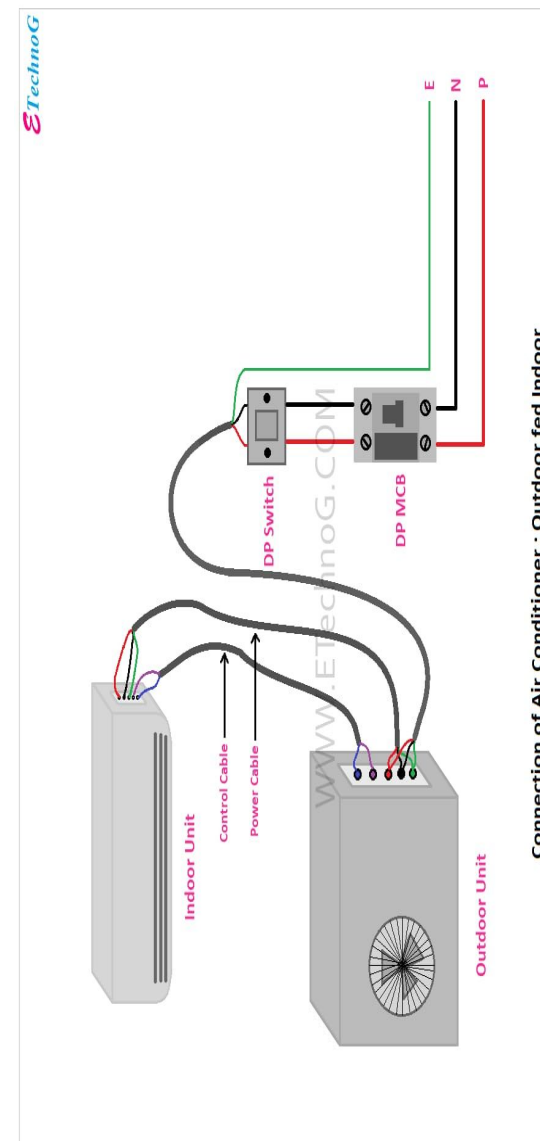 ETechnoG
P
N
E
DP MCB
DP Switch
www.ETechnoG.COM
Control Cable
Power Cable
Indoor Unit
Outdoor Unit
Connection of Air Conditioner : Outdoor fed Indoor